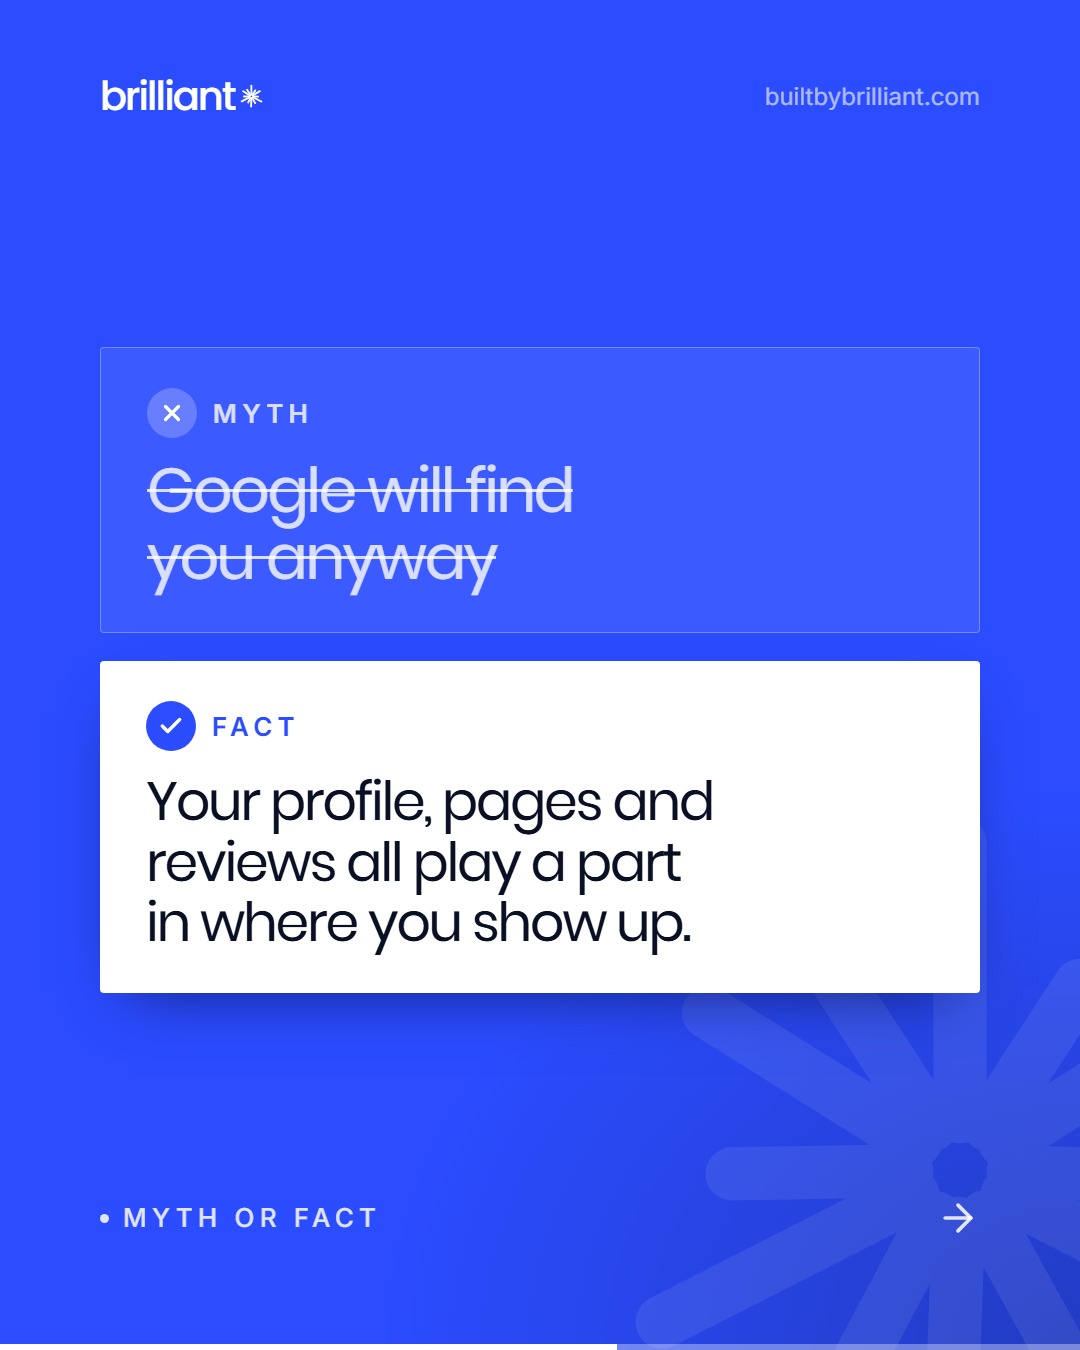 brilliant
builtbybrilliant.com
MYTH
Google will find
you anyway
FACT
Your profile, pages and
reviews all play a part
in where you show up.
MYTH OR FACT